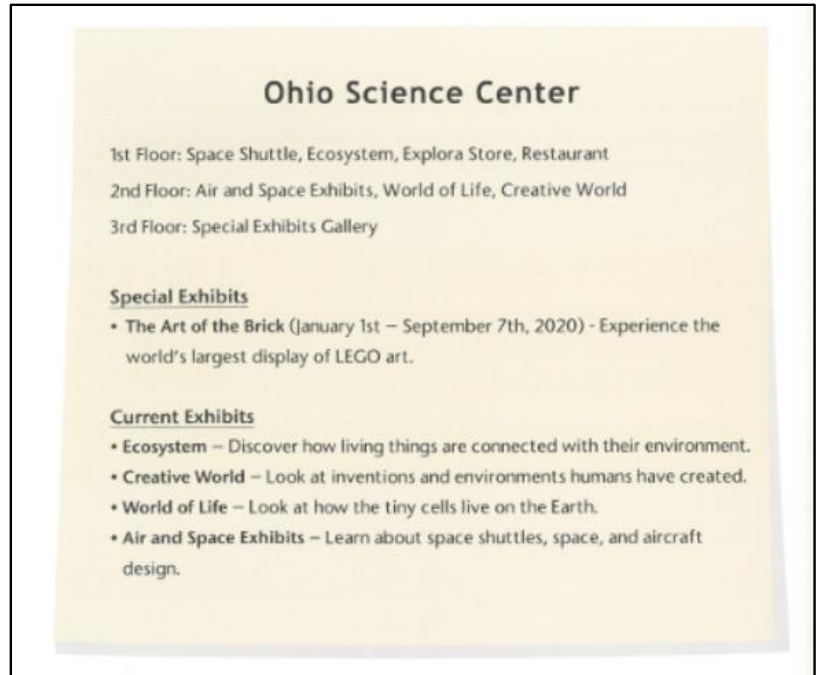 Ohio Science Center
1st Floor: Space Shuttle, Ecosystem, Explora Store, Restaurant
2nd Floor: Air and Space Exhibits, World of Life, Creative World
3rd Floor: Special Exhibits Gallery
Special Exhibits
• The Art of the Brick (January 1st – September 7th, 2020) - Experience the
world's largest display of LEGO art.
Current Exhibits
• Ecosystem – Discover how living things are connected with their environment.
• Creative World – Look at inventions and environments humans have created.
• World of Life – Look at how the tiny cells live on the Earth.
• Air and Space Exhibits – Learn about space shuttles, space, and aircraft
design.